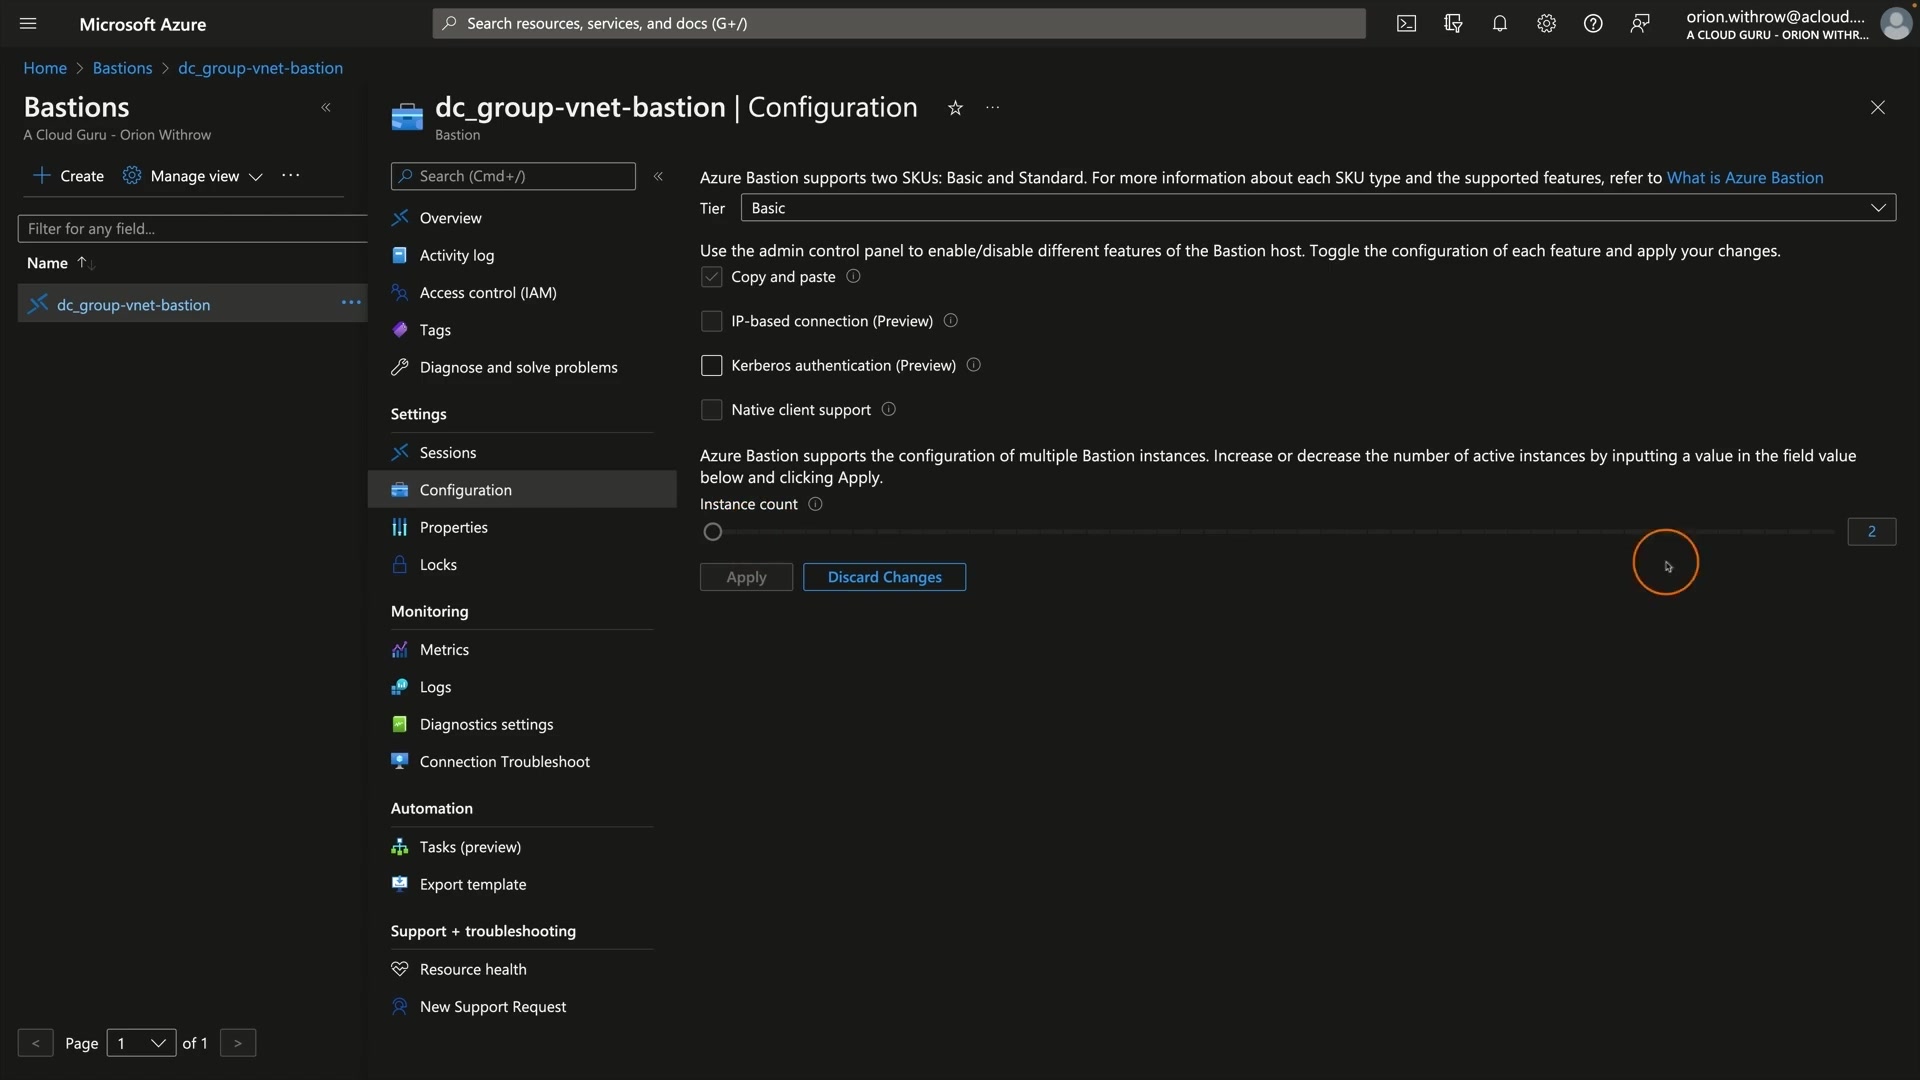 Microsoft Azure
Search resources, services, and docs (G+/)
orion.withrow@acloud....
A CLOUD GURU - ORION WITHR...
Home > Bastions > dc_group-vnet-bastion
Bastions
A Cloud Guru - Orion Withrow
Create
Manage view
Filter for any field...
Name
dc_group-vnet-bastion
Page 1 of 1
dc_group-vnet-bastion | Configuration
Bastion
Search (Cmd+/)
Overview
Activity log
Access control (IAM)
Tags
Diagnose and solve problems
Settings
Sessions
Configuration
Properties
Locks
Monitoring
Metrics
Logs
Diagnostics settings
Connection Troubleshoot
Automation
Tasks (preview)
Export template
Support + troubleshooting
Resource health
New Support Request
Azure Bastion supports two SKUs: Basic and Standard. For more information about each SKU type and the supported features, refer to What is Azure Bastion
Tier Basic
Use the admin control panel to enable/disable different features of the Bastion host. Toggle the configuration of each feature and apply your changes.
Copy and paste
IP-based connection (Preview)
Kerberos authentication (Preview)
Native client support
Azure Bastion supports the configuration of multiple Bastion instances. Increase or decrease the number of active instances by inputting a value in the field value
below and clicking Apply.
Instance count
2
Apply
Discard Changes